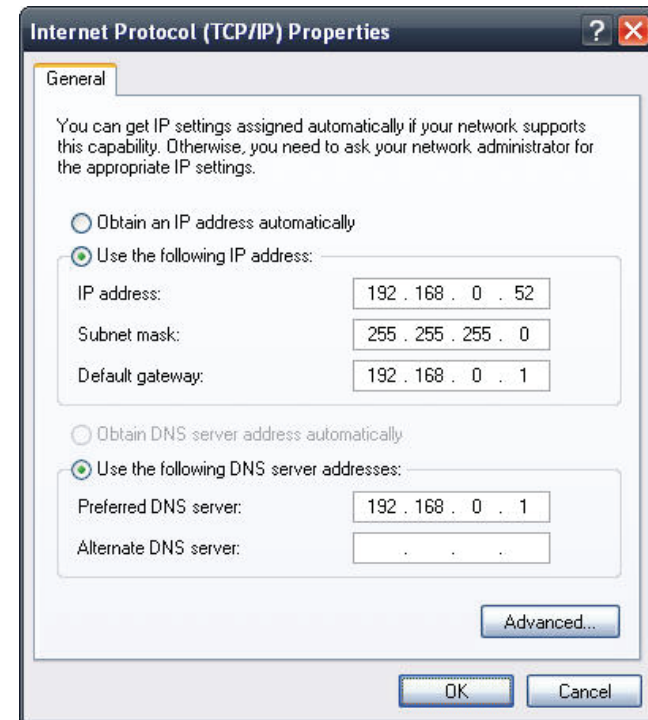 Internet Protocol (TCP/IP) Properties
General
You can get IP settings assigned automatically if your network supports
this capability. Otherwise, you need to ask your network administrator for
the appropriate IP settings.
Obtain an IP address automatically
Use the following IP address:
IP address: 192 . 168 . 0 . 52
Subnet mask: 255 . 255 . 255 . 0
Default gateway: 192 . 168 . 0 . 1
Obtain DNS server address automatically
Use the following DNS server addresses:
Preferred DNS server: 192 . 168 . 0 . 1
Alternate DNS server: . . .
Advanced...
OK Cancel